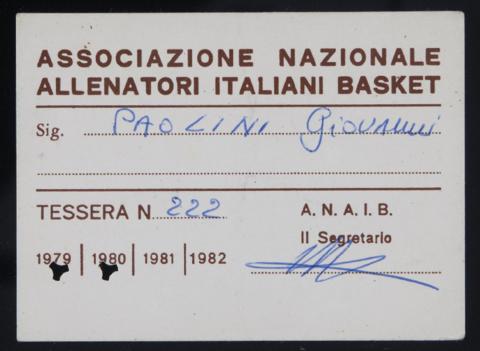 ASSOCIAZIONE NAZIONALE
ALLENATORI ITALIANI BASKET
Sig. PAOLINI Giovanni
TESSERA N. 222
A. N. A. I. B.
Il Segretario
1979 | 1980 | 1981 | 1982